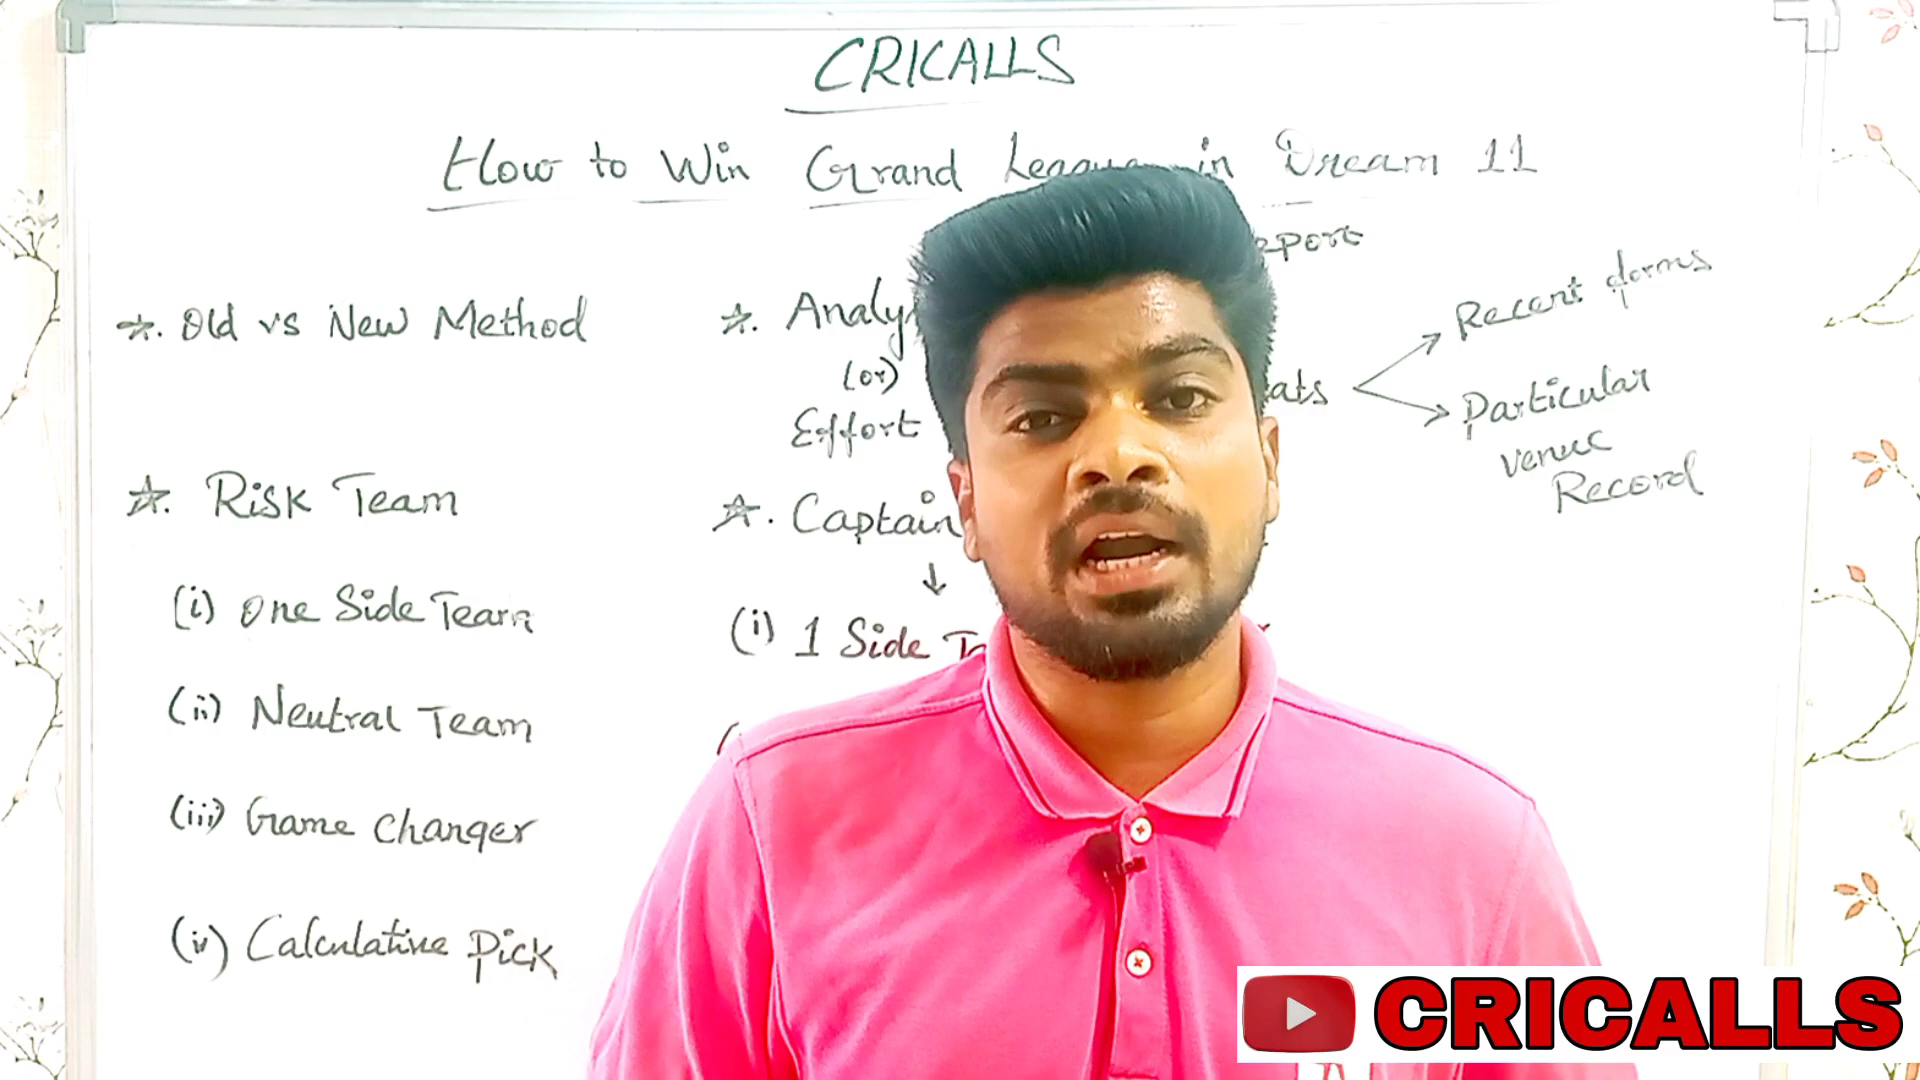 CRICALLS
How to Win Grand League in Dream 11
☆. Old vs New Method
☆. Risk Team
(i) One Side Team
(ii) Neutral Team
(iii) Game Changer
(iv) Calculative Pick
☆. Analy
(or)
Effort
☆. Captain
↓
(i) 1 Side
eport
ats
Recent forms
Particular
venue
Record
CRICALLS